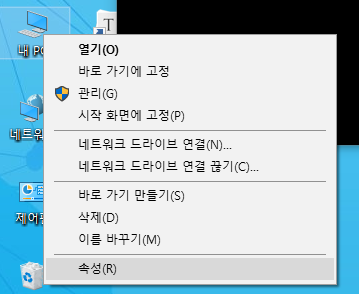 T
내 PC
열기(O)
바로 가기에 고정
관리(G)
시작 화면에 고정(P)
네트워크 드라이브 연결(N)...
네트워크 드라이브 연결 끊기(C)...
바로 가기 만들기(S)
삭제(D)
이름 바꾸기(M)
속성(R)
네트워
제어